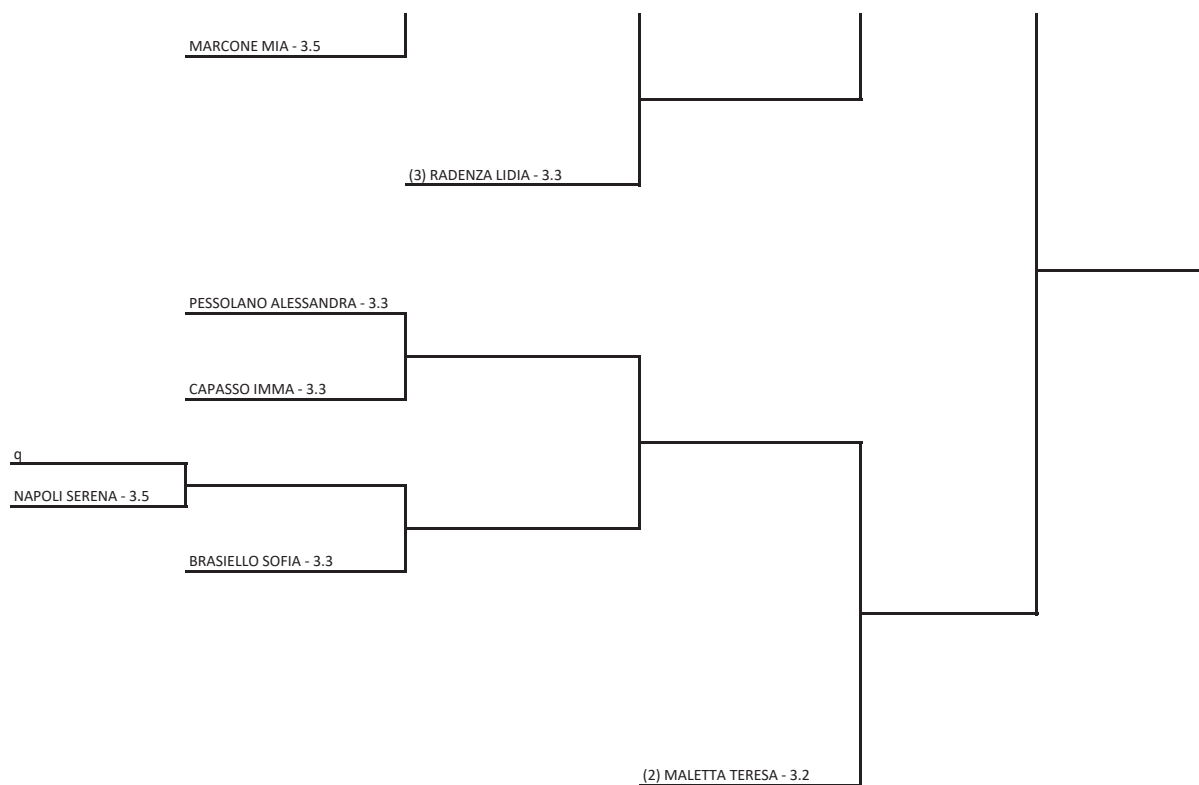 MARCONE MIA - 3.5
(3) RADENZA LIDIA - 3.3
PESSOLANO ALESSANDRA - 3.3
CAPASSO IMMA - 3.3
q
NAPOLI SERENA - 3.5
BRASIELLO SOFIA - 3.3
(2) MALETTA TERESA - 3.2